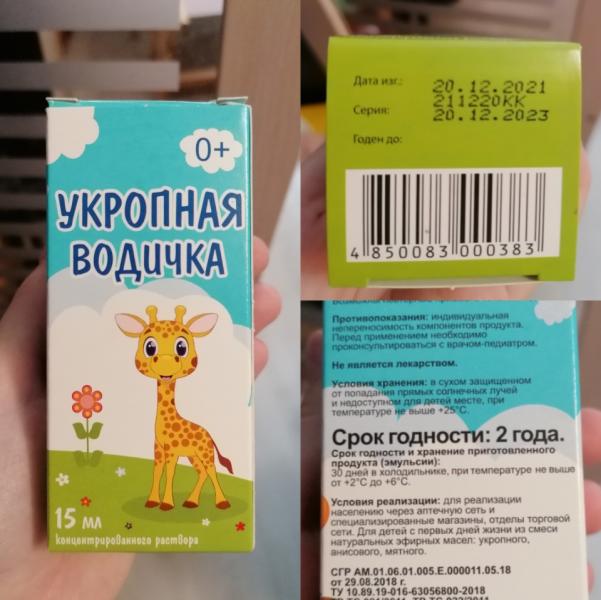 0+
УКРОПНАЯ
ВОДИЧКА
15 мл
концентрированного раствора
Дата изг.: 20.12.2021
Серия: 211220КК
Годен до: 20.12.2023
4 850083 000383
Противопоказания: индивидуальная
непереносимость компонентов продукта.
Перед применением необходимо
проконсультироваться с врачом-педиатром.
Не является лекарством.
Условия хранения: в сухом защищенном
от попадания прямых солнечных лучей
и недоступном для детей месте, при
температуре не выше +25°С.
Срок годности: 2 года.
Срок годности и хранение приготовленного
продукта (эмульсии):
30 дней в холодильнике, при температуре не выше
от +2°С до +6°С.
Условия реализации: для реализации
населению через аптечную сеть и
специализированные магазины, отделы торговой
сети. Для детей с первых дней жизни из смеси
натуральных эфирных масел: укропного,
анисового, мятного.
СГР АМ.01.06.01.005.Е.000011.05.18
от 29.08.2018 г.
ТУ 10.89.19-016-63056800-2018